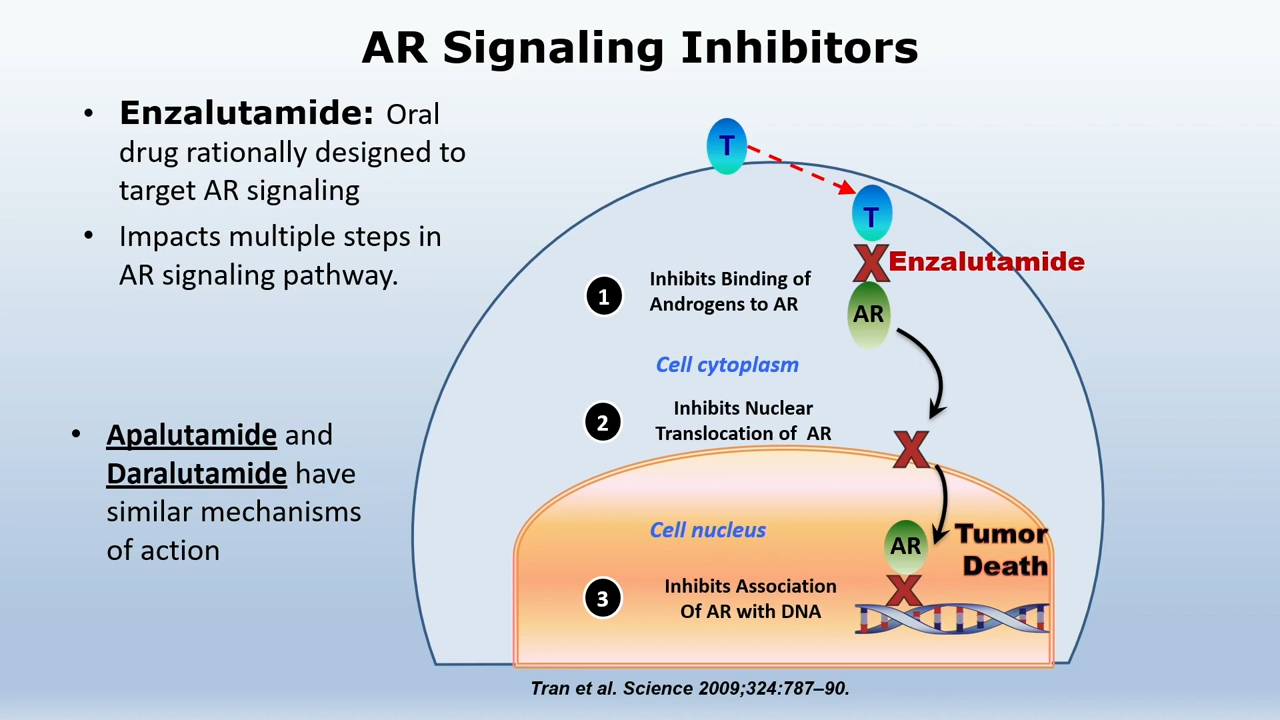 AR Signaling Inhibitors
• Enzalutamide: Oral
drug rationally designed to
target AR signaling
• Impacts multiple steps in
AR signaling pathway.
• Apalutamide and
Daralutamide have
similar mechanisms
of action
T
T
X Enzalutamide
AR
1
Inhibits Binding of
Androgens to AR
Cell cytoplasm
2
Inhibits Nuclear
Translocation of AR
X
Cell nucleus
AR
Tumor
Death
3
Inhibits Association
Of AR with DNA
X
Tran et al. Science 2009;324:787–90.